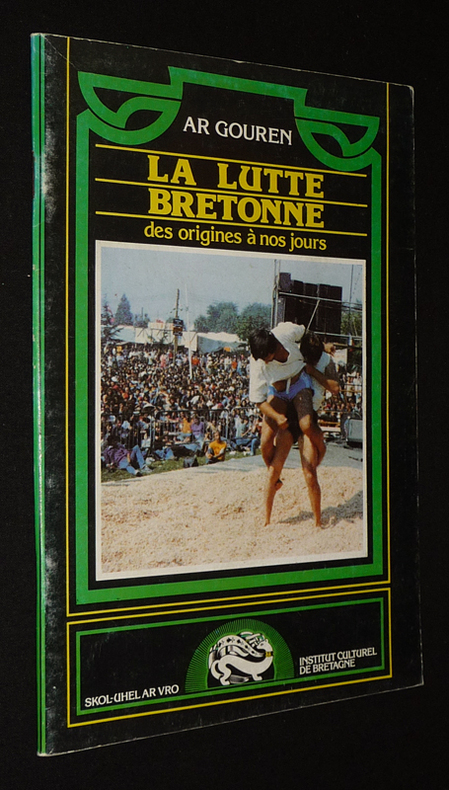 AR GOUREN
LA LUTTE
BRETONNE
des origines à nos jours
SKOL-UHEL AR VRO
INSTITUT CULTUREL
DE BRETAGNE